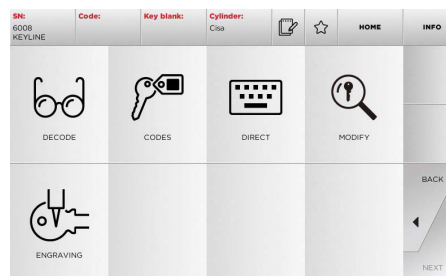 SN:
6008
KEYLINE
Code:
Key blank:
Cylinder:
Cisa
HOME
INFO
DECODE
CODES
DIRECT
MODIFY
BACK
ENGRAVING
NEXT